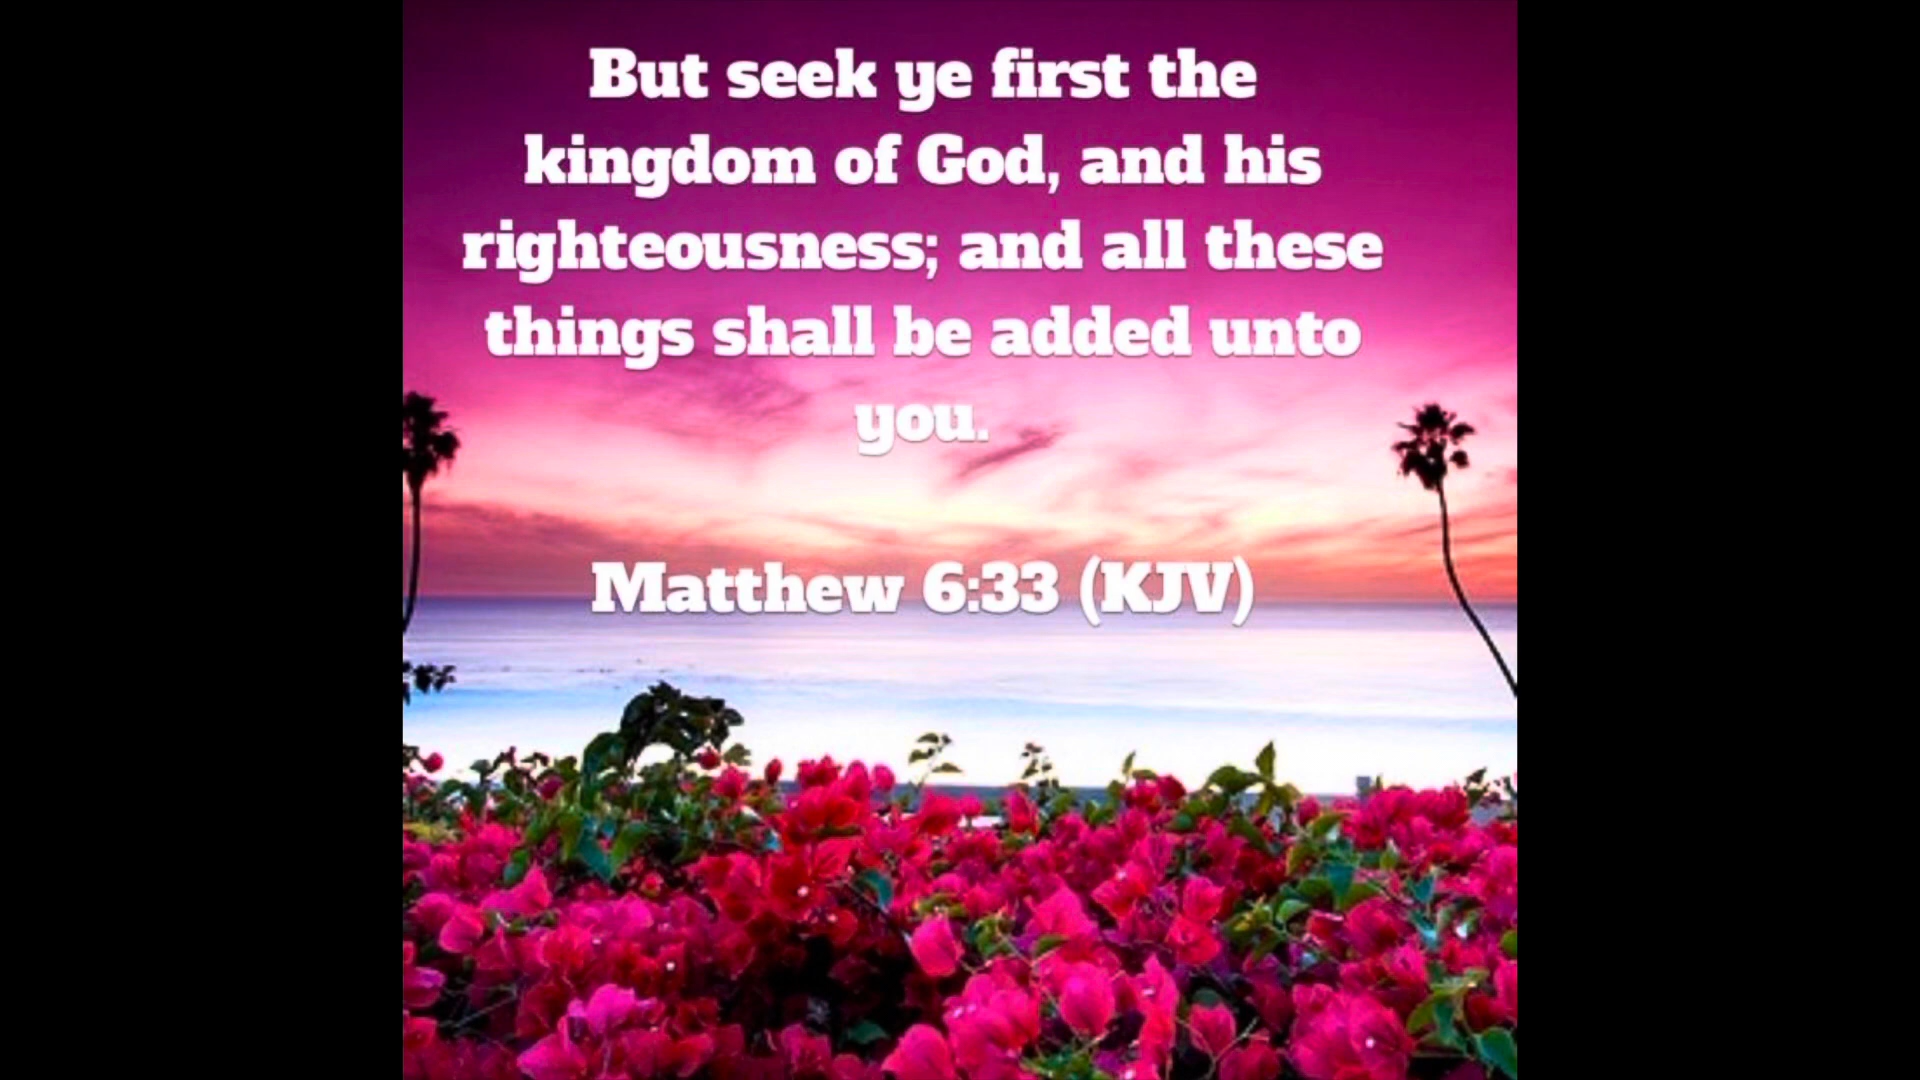 But seek ye first the
kingdom of God, and his
righteousness; and all these
things shall be added unto
you.
Matthew 6:33 (KJV)